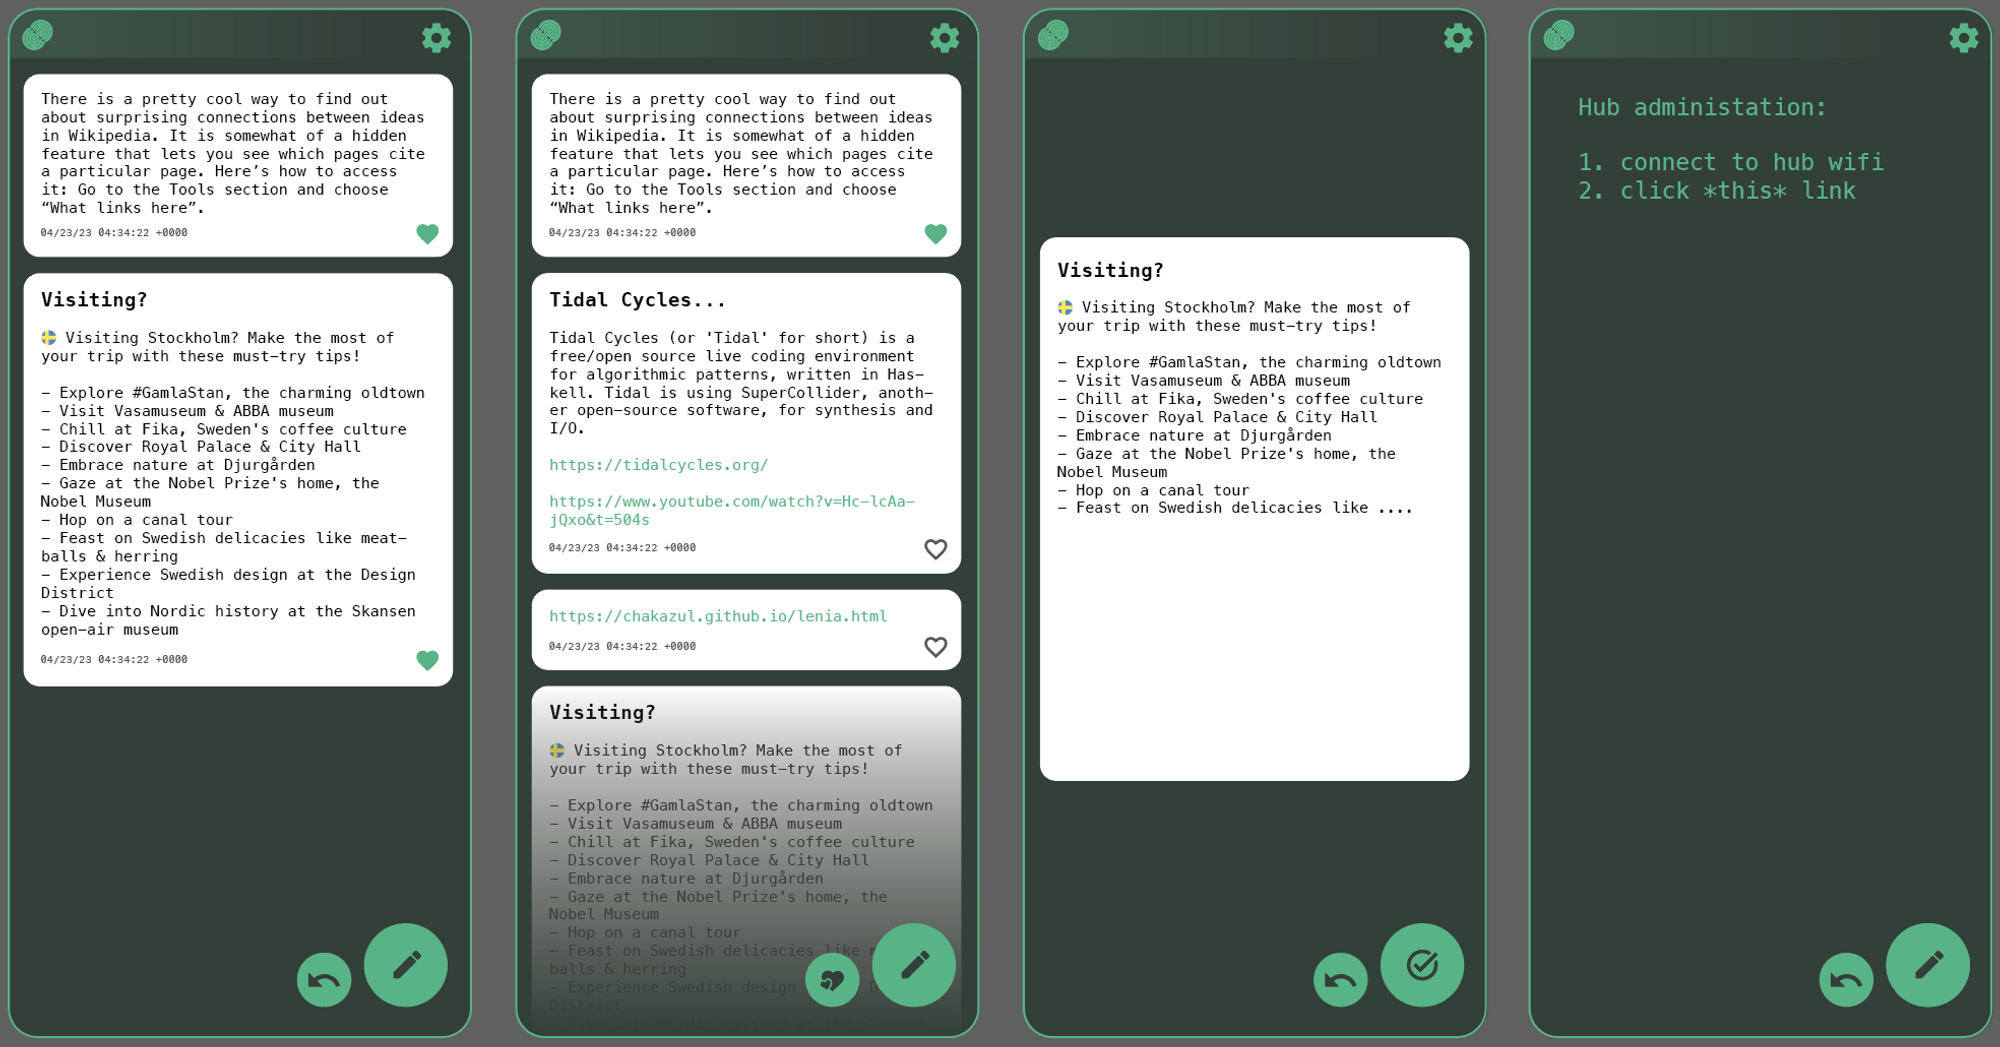 There is a pretty cool way to find out
about surprising connections between ideas
in Wikipedia. It is somewhat of a hidden
feature that lets you see which pages cite
a particular page. Here’s how to access
it: Go to the Tools section and choose
“What links here”.
04/23/23 04:34:22 +0000
Visiting?
Visiting Stockholm? Make the most of
your trip with these must-try tips!
- Explore #GamlaStan, the charming oldtown
- Visit Vasamuseum & ABBA museum
- Chill at Fika, Sweden's coffee culture
- Discover Royal Palace & City Hall
- Embrace nature at Djurgården
- Gaze at the Nobel Prize's home, the
Nobel Museum
- Hop on a canal tour
- Feast on Swedish delicacies like meat-
balls & herring
- Experience Swedish design at the Design
District
- Dive into Nordic history at the Skansen
open-air museum
04/23/23 04:34:22 +0000
There is a pretty cool way to find out
about surprising connections between ideas
in Wikipedia. It is somewhat of a hidden
feature that lets you see which pages cite
a particular page. Here’s how to access
it: Go to the Tools section and choose
“What links here”.
04/23/23 04:34:22 +0000
Tidal Cycles...
Tidal Cycles (or 'Tidal' for short) is a
free/open source live coding environment
for algorithmic patterns, written in Has-
kell. Tidal is using SuperCollider, anoth-
er open-source software, for synthesis and
I/O.
https://tidalcycles.org/
https://www.youtube.com/watch?v=Hc-lcAa-
jQxo&t=504s
04/23/23 04:34:22 +0000
https://chakazul.github.io/lenia.html
04/23/23 04:34:22 +0000
Visiting?
Visiting Stockholm? Make the most of
your trip with these must-try tips!
- Explore #GamlaStan, the charming oldtown
- Visit Vasamuseum & ABBA museum
- Chill at Fika, Sweden's coffee culture
- Discover Royal Palace & City Hall
- Embrace nature at Djurgården
- Gaze at the Nobel Prize's home, the
Nobel Museum
- Hop on a canal tour
- Feast on Swedish delicacies like
balls & herring
- Experience Swedish design
District
Visiting?
Visiting Stockholm? Make the most of
your trip with these must-try tips!
- Explore #GamlaStan, the charming oldtown
- Visit Vasamuseum & ABBA museum
- Chill at Fika, Sweden's coffee culture
- Discover Royal Palace & City Hall
- Embrace nature at Djurgården
- Gaze at the Nobel Prize's home, the
Nobel Museum
- Hop on a canal tour
- Feast on Swedish delicacies like ....
Hub administation:
1. connect to hub wifi
2. click *this* link